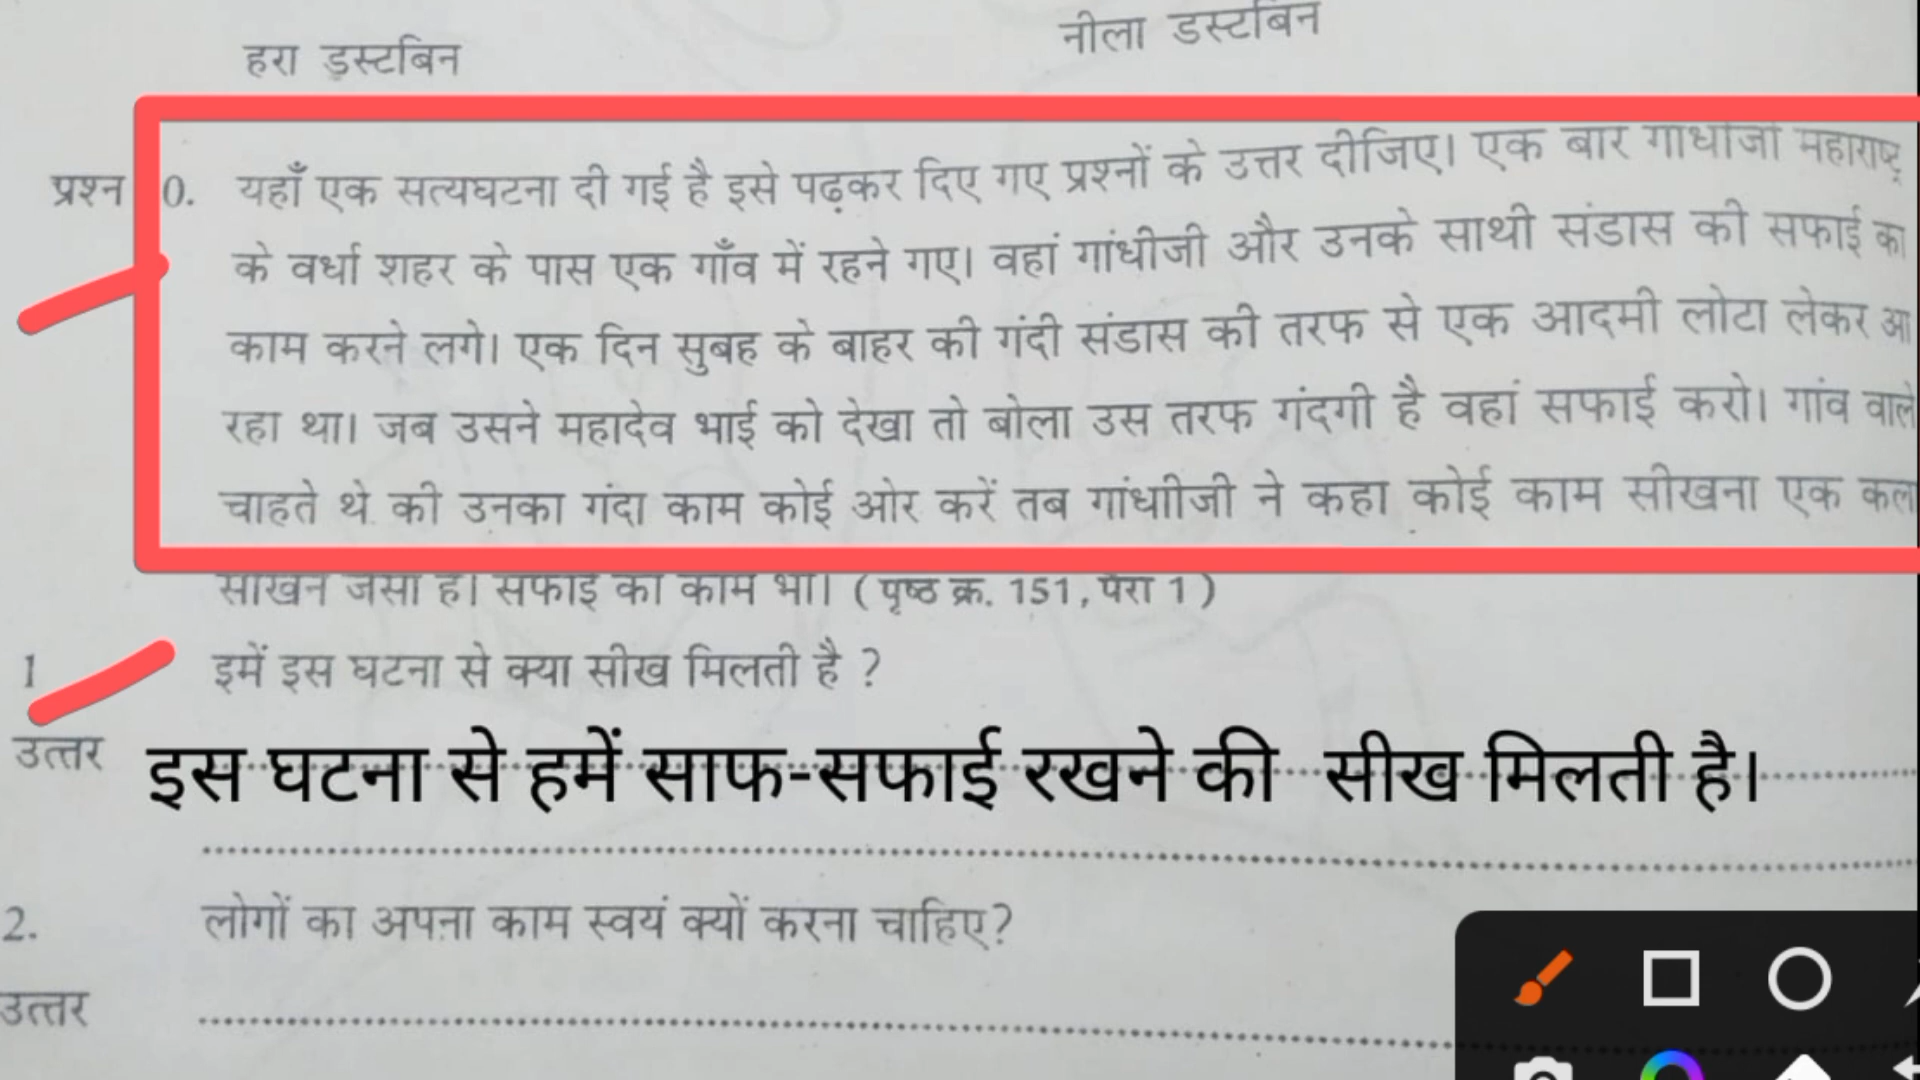 हरा डस्टबिन
नीला डस्टबिन
प्रश्न 0. यहाँ एक सत्यघटना दी गई है इसे पढ़कर दिए गए प्रश्नों के उत्तर दीजिए। एक बार गांधीजी महाराष्ट्र
के वर्धा शहर के पास एक गाँव में रहने गए। वहां गांधीजी और उनके साथी संडास की सफाई का
काम करने लगे। एक दिन सुबह के बाहर की गंदी संडास की तरफ से एक आदमी लोटा लेकर आ
रहा था। जब उसने महादेव भाई को देखा तो बोला उस तरफ गंदगी है वहां सफाई करो। गांव वाले
चाहते थे की उनका गंदा काम कोई ओर करें तब गांधाीजी ने कहा कोई काम सीखना एक कला
सीखने जैसा है। सफाई का काम भी। ( पृष्ठ क्र. 151, पैरा 1 )
1 इमें इस घटना से क्या सीख मिलती है ?
उत्तर इस घटना से हमें साफ-सफाई रखने की सीख मिलती है।
2. लोगों का अपना काम स्वयं क्यों करना चाहिए?
उत्तर